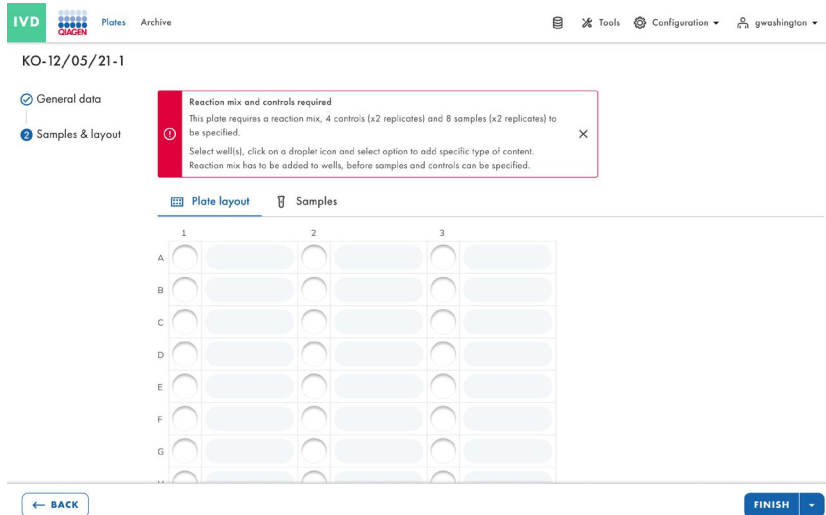 IVD
QIAGEN
Plates Archive
Tools Configuration gwashington
KO-12/05/21-1
General data
2 Samples & layout
Reaction mix and controls required
This plate requires a reaction mix, 4 controls (x2 replicates) and 8 samples (x2 replicates) to
be specified.
Select well(s), click on a droplet icon and select option to add specific type of content.
Reaction mix has to be added to wells, before samples and controls can be specified.
Plate layout Samples
1 2 3
A
B
C
D
E
F
G
← BACK
FINISH